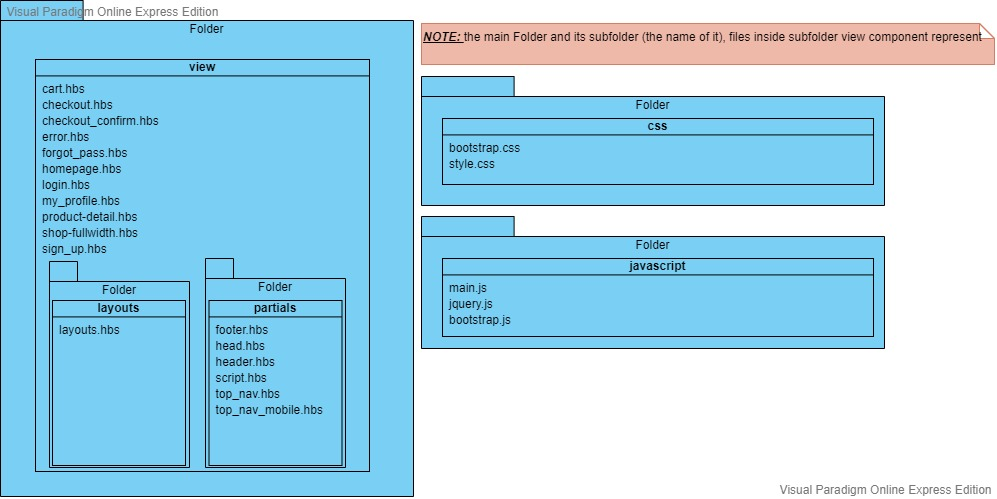 Visual Paradigm Online Express Edition
Folder
view
cart.hbs
checkout.hbs
checkout_confirm.hbs
error.hbs
forgot_pass.hbs
homepage.hbs
login.hbs
my_profile.hbs
product-detail.hbs
shop-fullwidth.hbs
sign_up.hbs
Folder
layouts
layouts.hbs
Folder
partials
footer.hbs
head.hbs
header.hbs
script.hbs
top_nav.hbs
top_nav_mobile.hbs
NOTE: the main Folder and its subfolder (the name of it), files inside subfolder view component represent
Folder
css
bootstrap.css
style.css
Folder
javascript
main.js
jquery.js
bootstrap.js
Visual Paradigm Online Express Edition